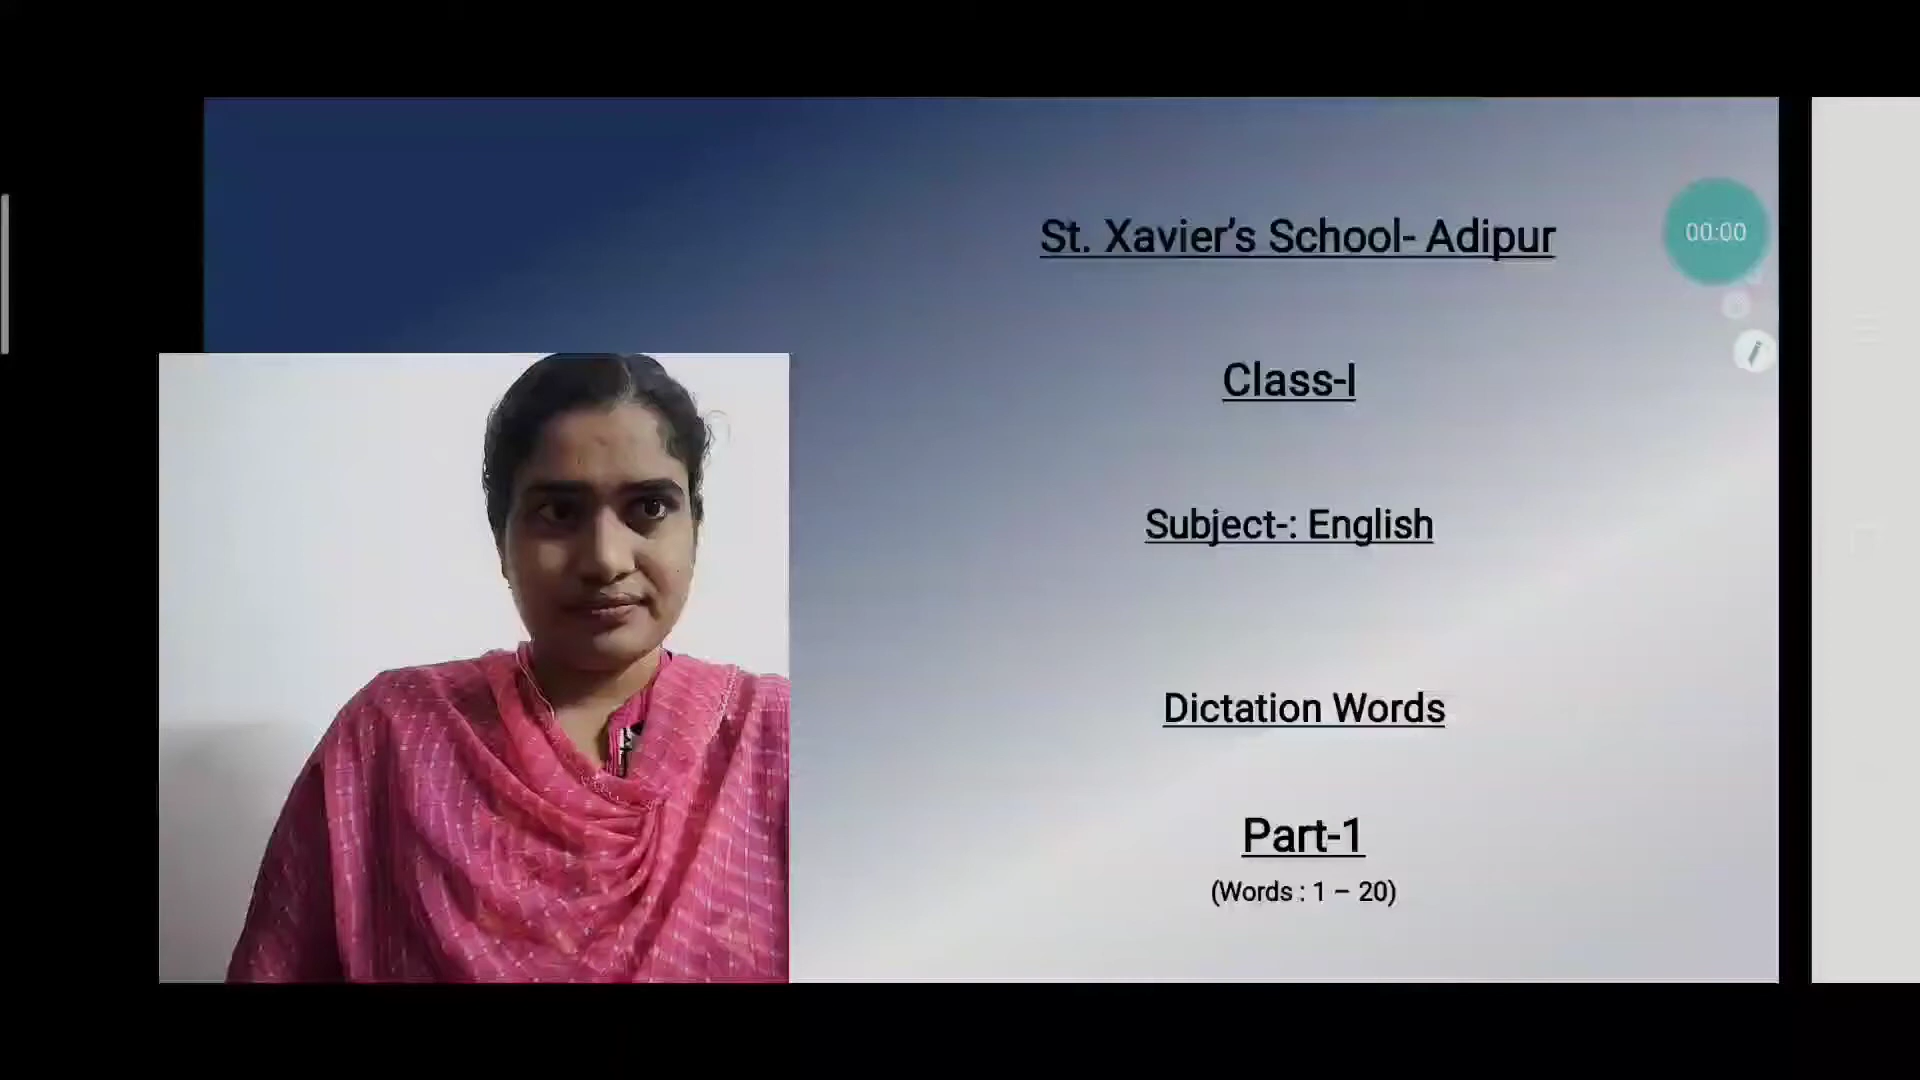 St. Xavier’s School- Adipur
00:00
Class-I
Subject-: English
Dictation Words
Part-1
(Words : 1 – 20)